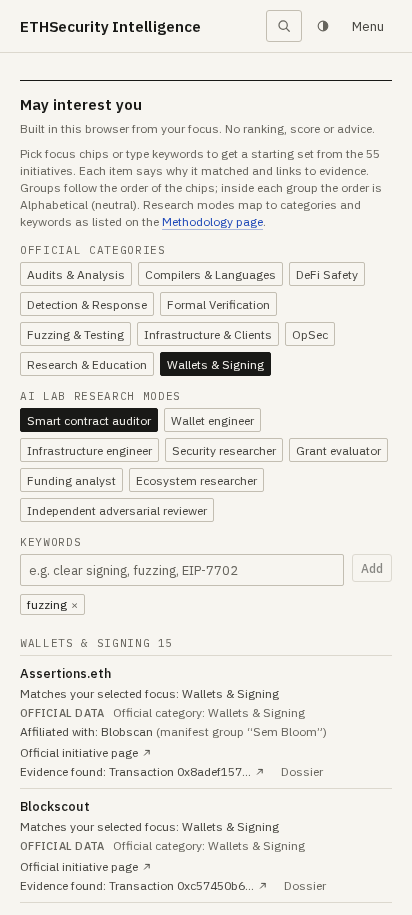 ETHSecurity Intelligence
Menu
May interest you
Built in this browser from your focus. No ranking, score or advice.
Pick focus chips or type keywords to get a starting set from the 55
initiatives. Each item says why it matched and links to evidence.
Groups follow the order of the chips; inside each group the order is
Alphabetical (neutral). Research modes map to categories and
keywords as listed on the Methodology page.
OFFICIAL CATEGORIES
Audits & Analysis Compilers & Languages DeFi Safety
Detection & Response Formal Verification
Fuzzing & Testing Infrastructure & Clients OpSec
Research & Education Wallets & Signing
AI LAB RESEARCH MODES
Smart contract auditor Wallet engineer
Infrastructure engineer Security researcher Grant evaluator
Funding analyst Ecosystem researcher
Independent adversarial reviewer
KEYWORDS
e.g. clear signing, fuzzing, EIP-7702 Add
fuzzing ×
WALLETS & SIGNING 15
Assertions.eth
Matches your selected focus: Wallets & Signing
OFFICIAL DATA Official category: Wallets & Signing
Affiliated with: Blobscan (manifest group “Sem Bloom”)
Official initiative page ↗
Evidence found: Transaction 0x8adef157… ↗ Dossier
Blockscout
Matches your selected focus: Wallets & Signing
OFFICIAL DATA Official category: Wallets & Signing
Official initiative page ↗
Evidence found: Transaction 0xc57450b6… ↗ Dossier